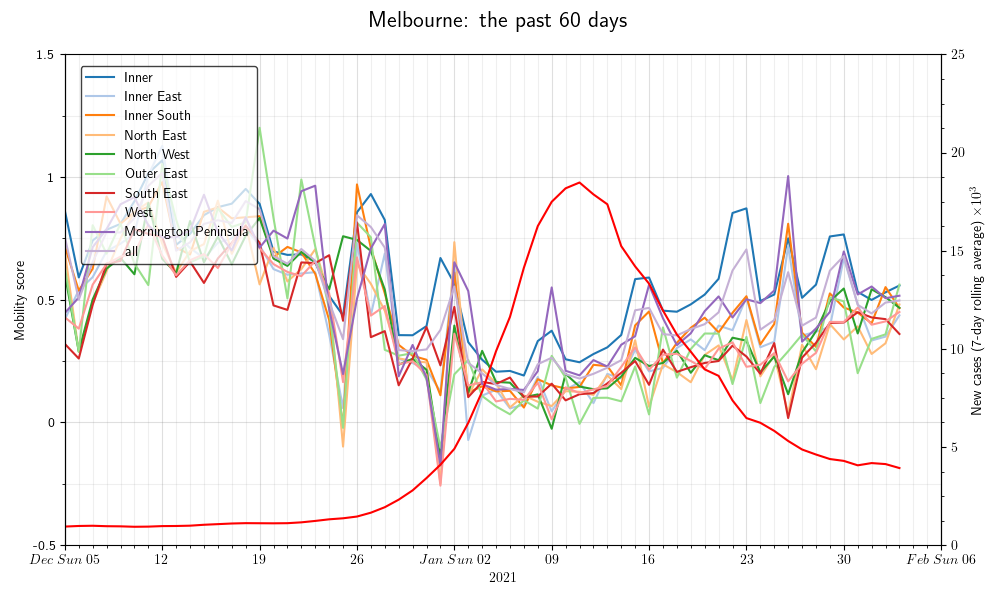 Melbourne: the past 60 days
1.5
1
0.5
0
-0.5
Mobility score
Inner
Inner East
Inner South
North East
North West
Outer East
South East
West
Mornington Peninsula
all
25
20
15
10
5
0
New cases (7-day rolling average) ×10³
Dec Sun 05
12
19
26
Jan Sun 02
09
16
23
30
Feb Sun 06
2021